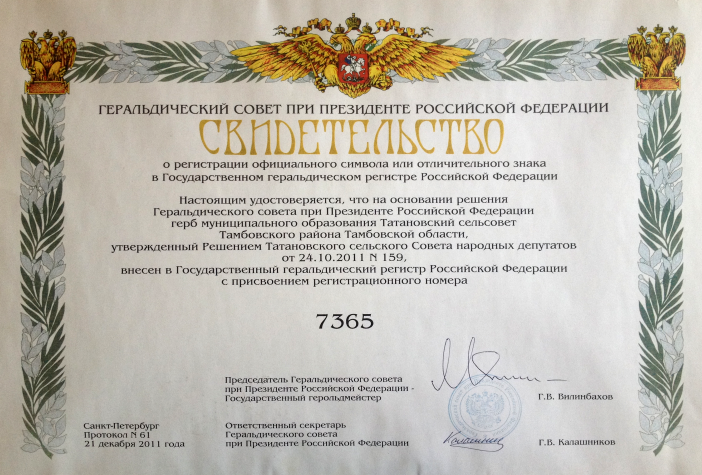 ГЕРАЛЬДИЧЕСКИЙ СОВЕТ ПРИ ПРЕЗИДЕНТЕ РОССИЙСКОЙ ФЕДЕРАЦИИ
СВИДЕТЕЛЬСТВО
о регистрации официального символа или отличительного знака
в Государственном геральдическом регистре Российской Федерации
Настоящим удостоверяется, что на основании решения
Геральдического совета при Президенте Российской Федерации
герб муниципального образования Татановский сельсовет
Тамбовского района Тамбовской области,
утвержденный Решением Татановского сельского Совета народных депутатов
от 24.10.2011 N 159,
внесен в Государственный геральдический регистр Российской Федерации
с присвоением регистрационного номера
7365
Председатель Геральдического совета
при Президенте Российской Федерации -
Государственный герольдмейстер
Г.В. Вилинбахов
Санкт-Петербург
Протокол N 61
21 декабря 2011 года
Ответственный секретарь
Геральдического совета
при Президенте Российской Федерации
Г.В. Калашников